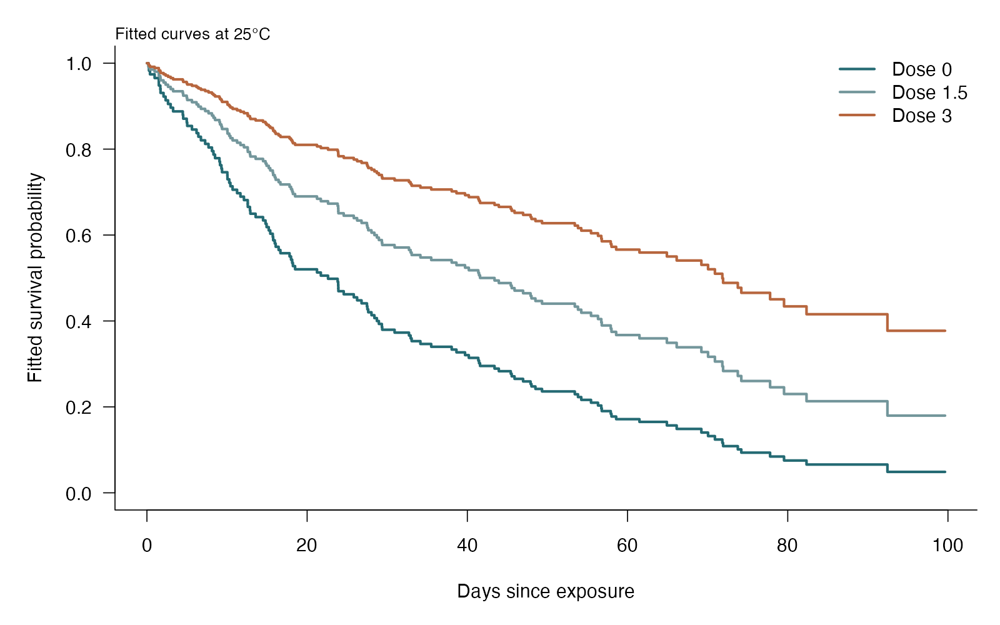 Fitted curves at 25°C
Dose 0
Dose 1.5
Dose 3
Fitted survival probability
1.0
0.8
0.6
0.4
0.2
0.0
0 20 40 60 80 100
Days since exposure